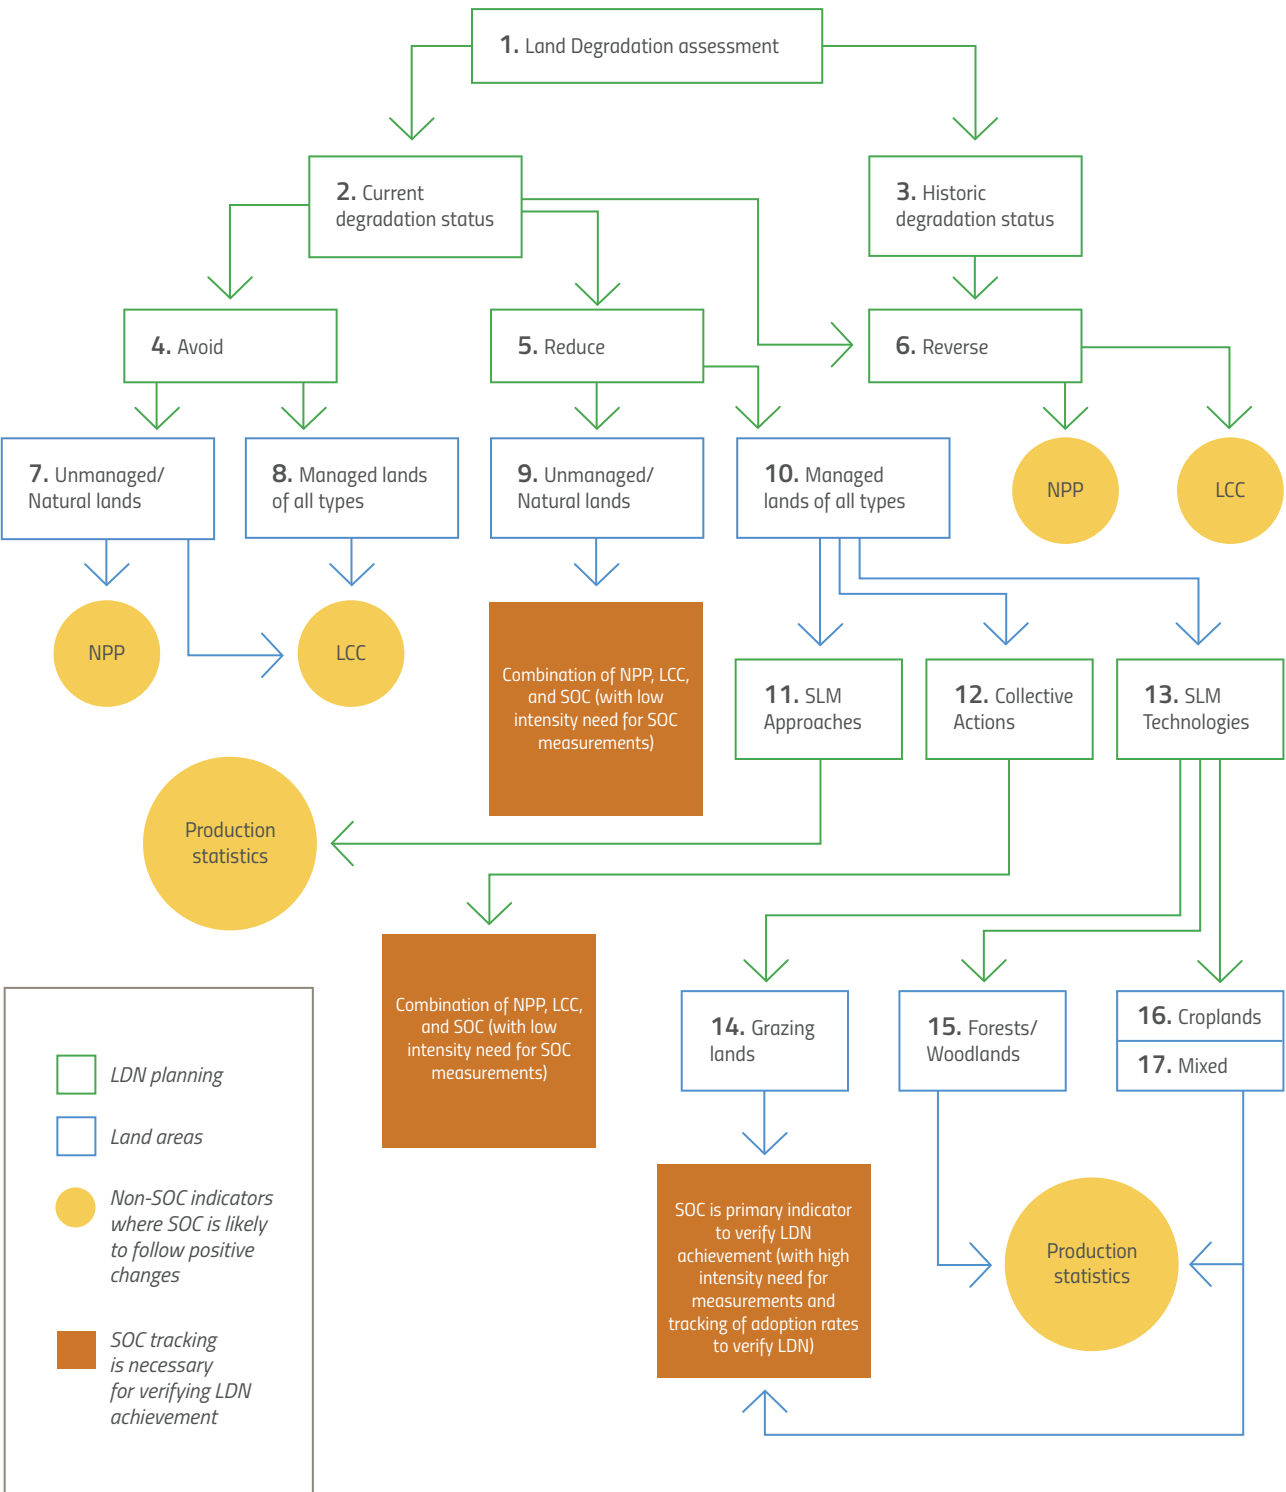 1. Land Degradation assessment
2. Current
degradation status
3. Historic
degradation status
4. Avoid
5. Reduce
6. Reverse
7. Unmanaged/
Natural lands
8. Managed lands
of all types
9. Unmanaged/
Natural lands
10. Managed
lands of all types
NPP
LCC
NPP
LCC
Combination of NPP, LCC,
and SOC (with low
intensity need for SOC
measurements)
11. SLM
Approaches
12. Collective
Actions
13. SLM
Technologies
Production
statistics
Combination of NPP, LCC,
and SOC (with low
intensity need for SOC
measurements)
14. Grazing
lands
15. Forests/
Woodlands
16. Croplands
17. Mixed
SOC is primary indicator
to verify LDN
achievement (with high
intensity need for
measurements and
tracking of adoption rates
to verify LDN)
Production
statistics
LDN planning
Land areas
Non-SOC indicators
where SOC is likely
to follow positive
changes
SOC tracking
is necessary
for verifying LDN
achievement